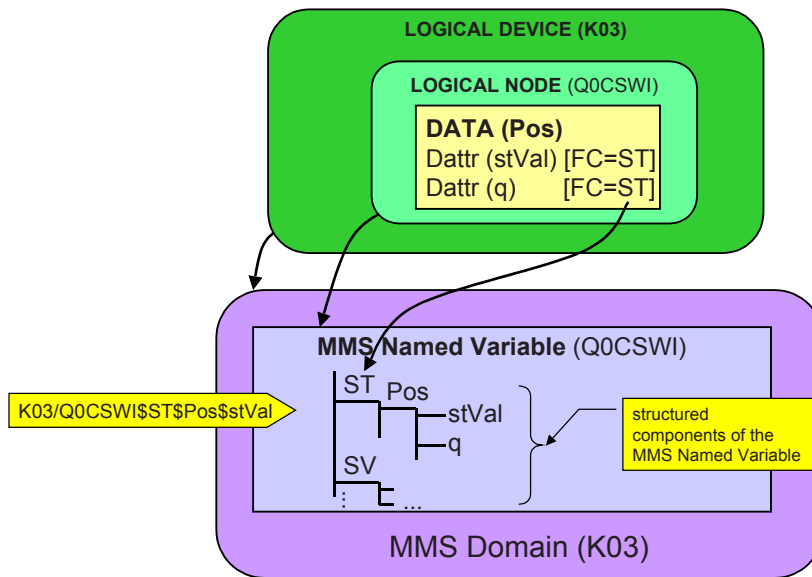 LOGICAL DEVICE (K03)
LOGICAL NODE (Q0CSWI)
DATA (Pos)
Dattr (stVal) [FC=ST]
Dattr (q) [FC=ST]
MMS Named Variable (Q0CSWI)
ST
Pos
stVal
q
SV
...
...
K03/Q0CSWI$ST$Pos$stVal
structured
components of the
MMS Named Variable
MMS Domain (K03)